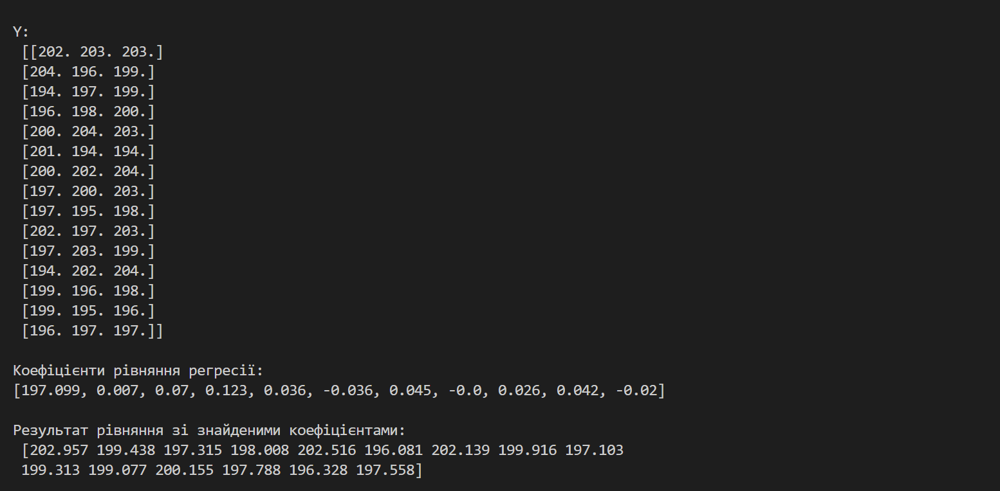 Y:
[[202. 203. 203.]
[204. 196. 199.]
[194. 197. 199.]
[196. 198. 200.]
[200. 204. 203.]
[201. 194. 194.]
[200. 202. 204.]
[197. 200. 203.]
[197. 195. 198.]
[202. 197. 203.]
[197. 203. 199.]
[194. 202. 204.]
[199. 196. 198.]
[199. 195. 196.]
[196. 197. 197.]]
Коефіцієнти рівняння регресії:
[197.099, 0.007, 0.07, 0.123, 0.036, -0.036, 0.045, -0.0, 0.026, 0.042, -0.02]
Результат рівняння зі знайденими коефіцієнтами:
[202.957 199.438 197.315 198.008 202.516 196.081 202.139 199.916 197.103
199.313 199.077 200.155 197.788 196.328 197.558]